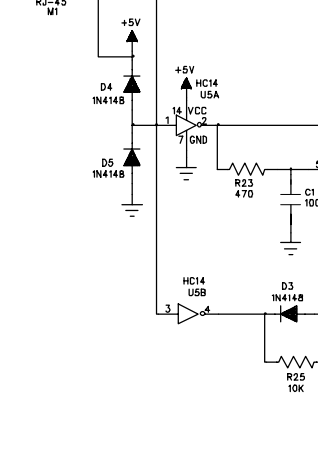 RJ-45
M1
+5V
D4
1N4148
+5V
HC14
U5A
14 VCC
1
2
7 GND
D5
1N4148
R23
470
C1
HC14
U5B
3
4
D3
1N4148
R25
10K